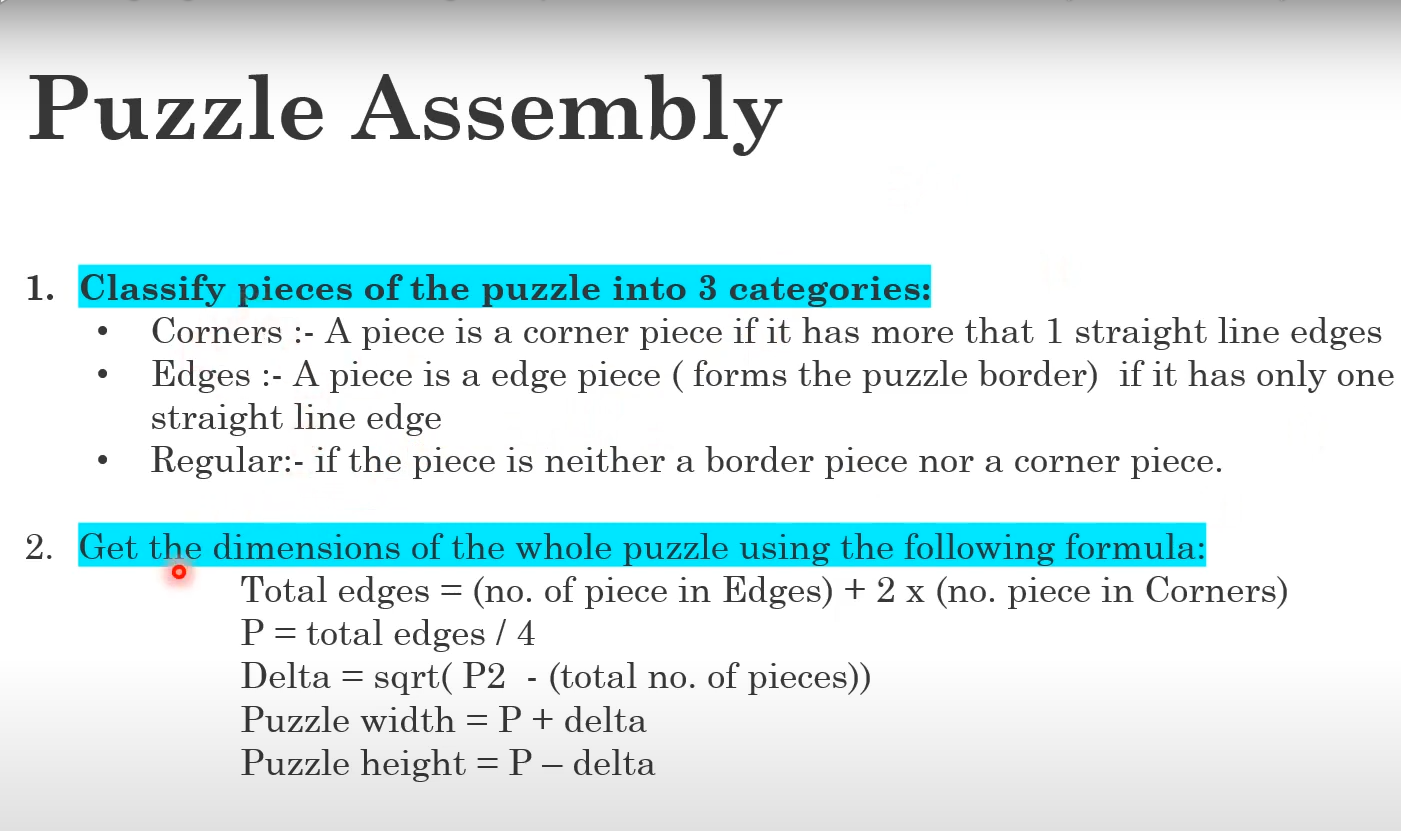 Puzzle Assembly
1. Classify pieces of the puzzle into 3 categories:
• Corners :- A piece is a corner piece if it has more that 1 straight line edges
• Edges :- A piece is a edge piece ( forms the puzzle border)  if it has only one
straight line edge
• Regular:- if the piece is neither a border piece nor a corner piece.
2. Get the dimensions of the whole puzzle using the following formula:
Total edges = (no. of piece in Edges) + 2 x (no. piece in Corners)
P = total edges / 4
Delta = sqrt( P2  - (total no. of pieces))
Puzzle width = P + delta
Puzzle height = P – delta